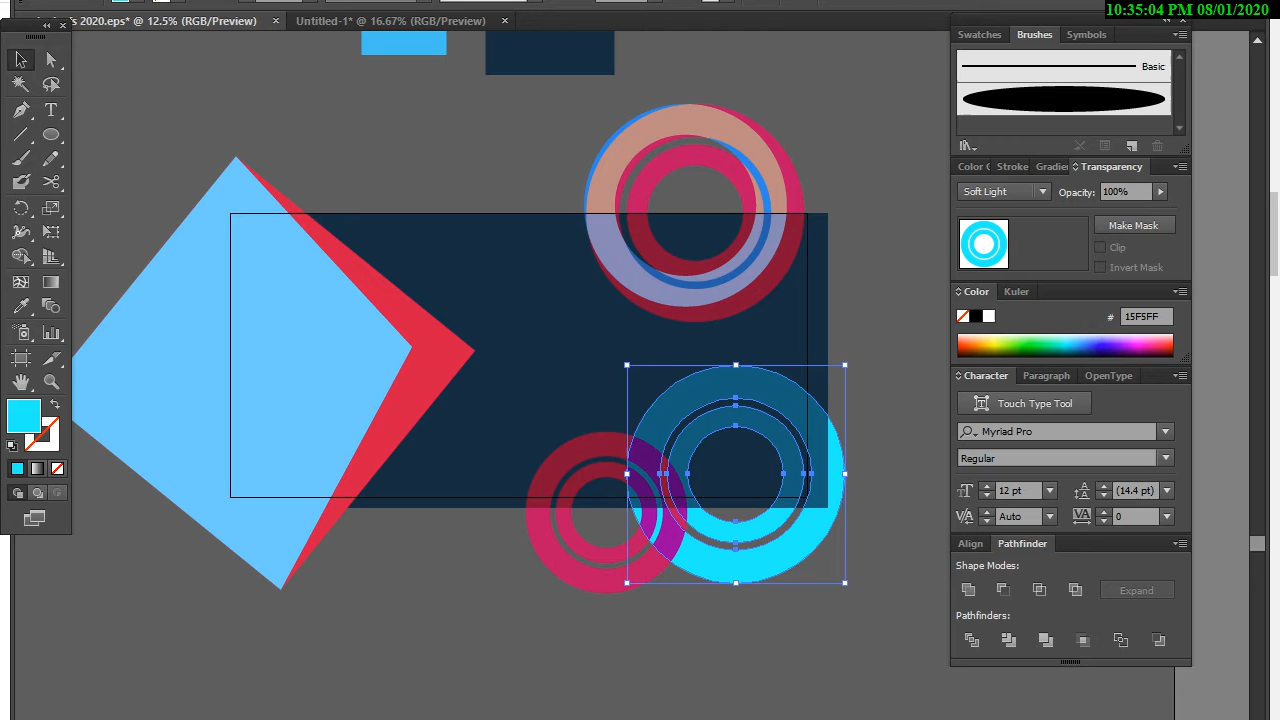 10:35:04 PM 08/01/2020
's 2020.eps* @ 12.5% (RGB/Preview)
Untitled-1* @ 16.67% (RGB/Preview)
Swatches Brushes Symbols
Basic
Color Stroke Gradie Transparency
Soft Light Opacity: 100%
Make Mask
Clip
Invert Mask
Color Kuler
# 15F5FF
Character Paragraph OpenType
Touch Type Tool
Myriad Pro
Regular
12 pt (14.4 pt)
Auto 0
Align Pathfinder
Shape Modes:
Expand
Pathfinders: